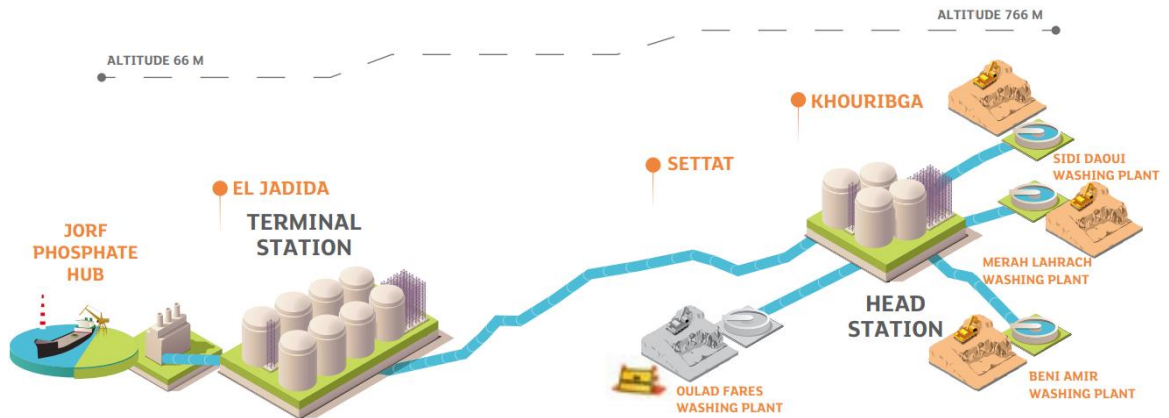 ALTITUDE 766 M
ALTITUDE 66 M
KHOURIBGA
SETTAT
SIDI DAOUI
WASHING PLANT
EL JADIDA
TERMINAL
STATION
JORF
PHOSPHATE
HUB
MERAH LAHRACH
WASHING PLANT
HEAD
STATION
OULAD FARES
WASHING PLANT
BENI AMIR
WASHING PLANT